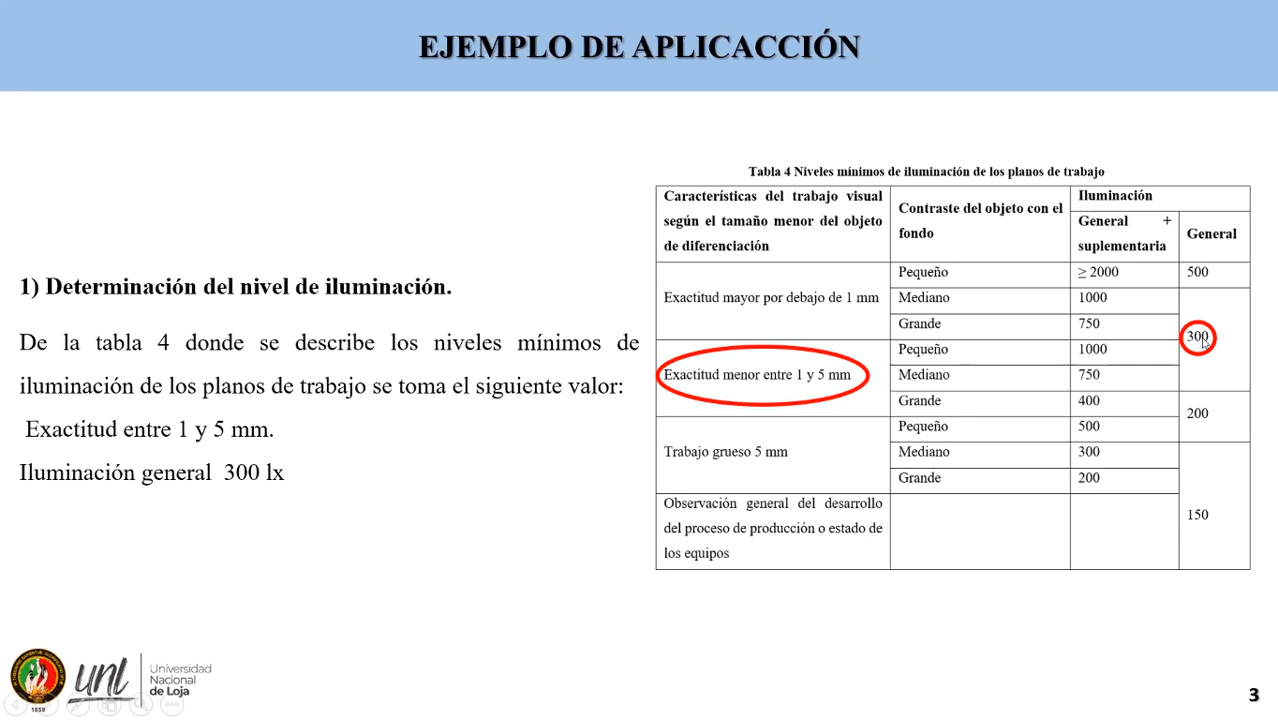 EJEMPLO DE APLICACCIÓN
1) Determinación del nivel de iluminación.
De la tabla 4 donde se describe los niveles mínimos de
iluminación de los planos de trabajo se toma el siguiente valor:
Exactitud entre 1 y 5 mm.
Iluminación general 300 lx
Tabla 4 Niveles mínimos de iluminación de los planos de trabajo
Características del trabajo visual
según el tamaño menor del objeto
de diferenciación
Contraste del objeto con el
fondo
Iluminación
General +
suplementaria
General
Exactitud mayor por debajo de 1 mm
Pequeño
≥ 2000
500
Mediano
1000
Grande
750
300
Exactitud menor entre 1 y 5 mm
Pequeño
1000
Mediano
750
Grande
400
200
Trabajo grueso 5 mm
Pequeño
500
Mediano
300
Grande
200
Observación general del desarrollo
del proceso de producción o estado de
los equipos
150
1859
unl
Universidad
Nacional
de Loja
3